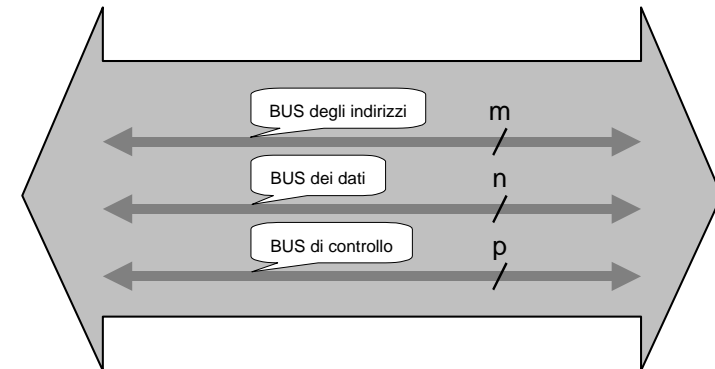 BUS degli indirizzi
m
BUS dei dati
n
BUS di controllo
p